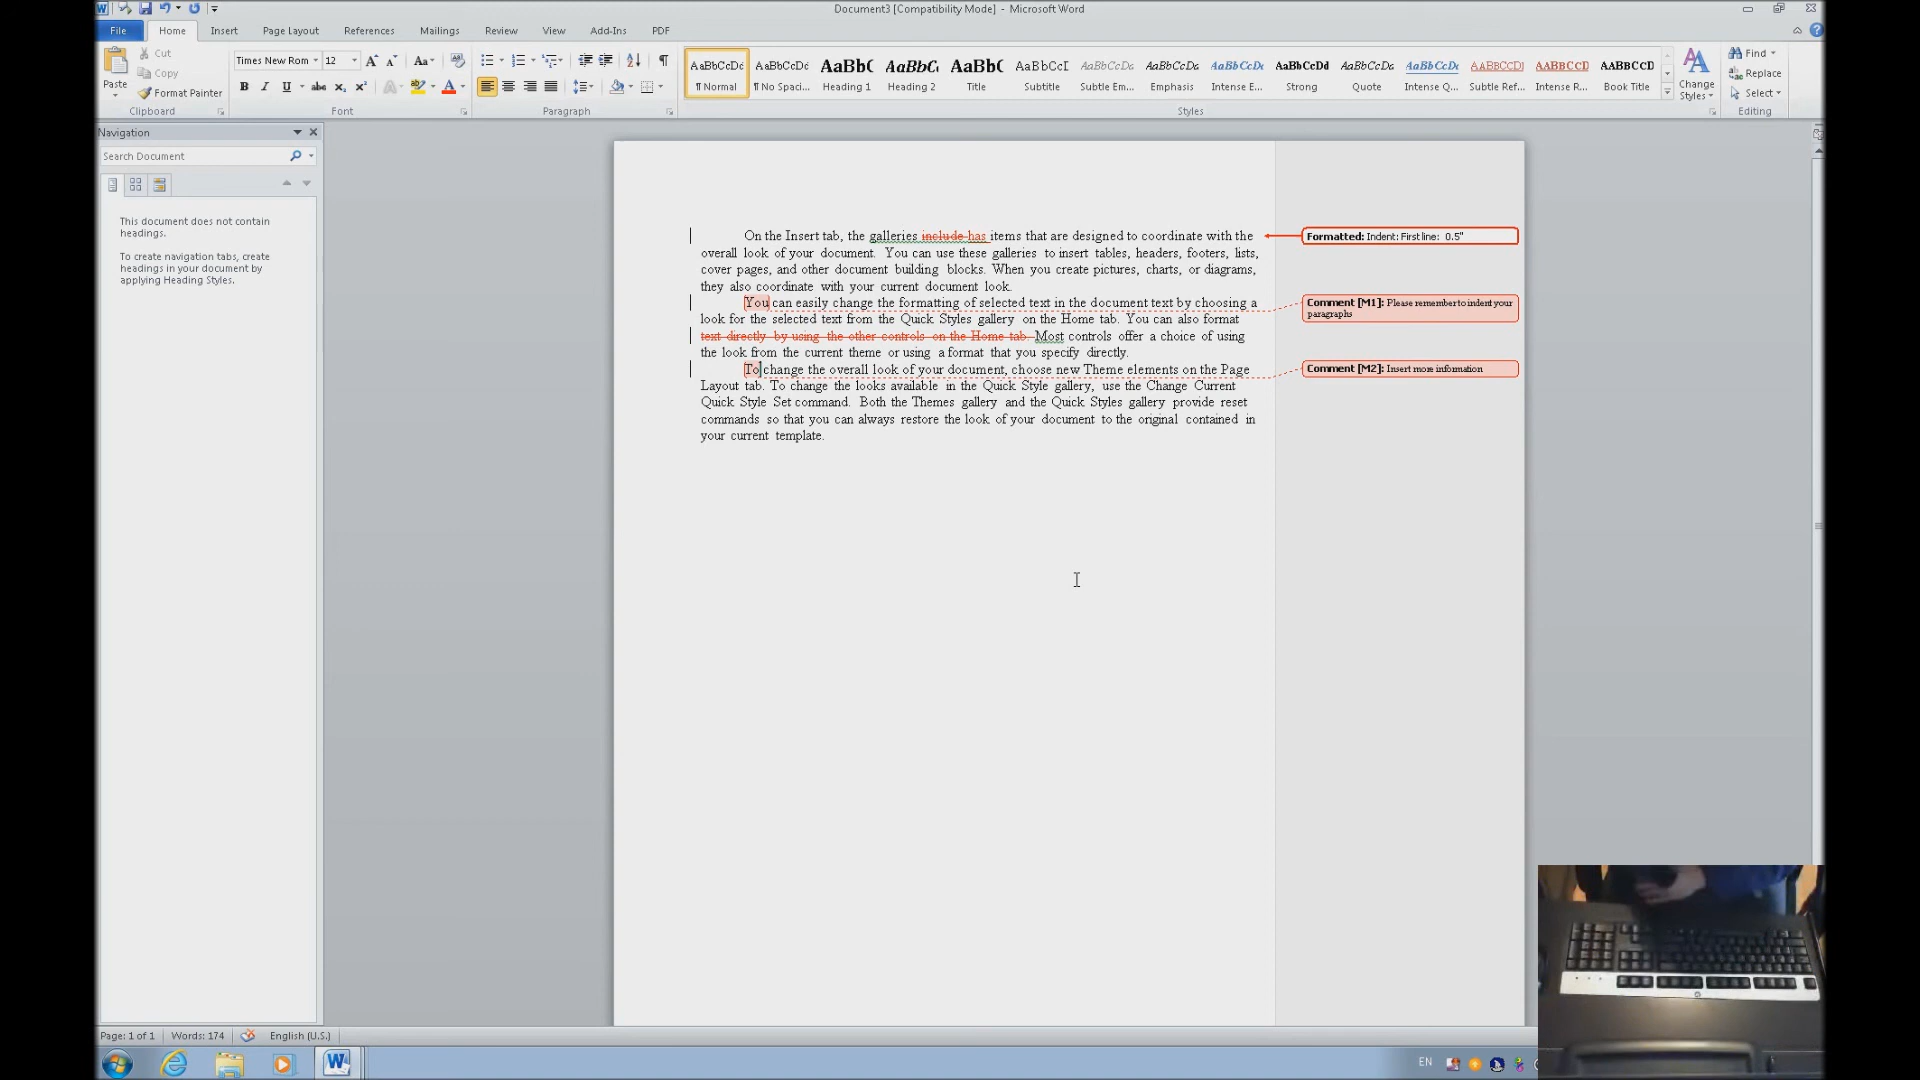 Document3 [Compatibility Mode] - Microsoft Word
File Home Insert Page Layout References Mailings Review View Add-Ins PDF
Paste
Cut
Copy
Format Painter
Clipboard
Times New Rom 12
Font
Paragraph
AaBbCcDc AaBbCcDc AaBbC AaBbC AaBbC AaBbCcI AaBbCcDc AaBbCcDc AaBbCcDc AaBbCcDd AaBbCcDc AaBbCcDc AABBCCDI AABBCCD AABBCCD
¶ Normal ¶ No Spaci... Heading 1 Heading 2 Title Subtitle Subtle Em... Emphasis Intense E... Strong Quote Intense Q... Subtle Ref... Intense R... Book Title
Styles
Change
Styles
Find
Replace
Select
Editing
Navigation
Search Document
This document does not contain
headings.
To create navigation tabs, create
headings in your document by
applying Heading Styles.
On the Insert tab, the galleries include has items that are designed to coordinate with the
overall look of your document. You can use these galleries to insert tables, headers, footers, lists,
cover pages, and other document building blocks. When you create pictures, charts, or diagrams,
they also coordinate with your current document look.
You can easily change the formatting of selected text in the document text by choosing a
look for the selected text from the Quick Styles gallery on the Home tab. You can also format
text directly by using the other controls on the Home tab. Most controls offer a choice of using
the look from the current theme or using a format that you specify directly.
To change the overall look of your document, choose new Theme elements on the Page
Layout tab. To change the looks available in the Quick Style gallery, use the Change Current
Quick Style Set command. Both the Themes gallery and the Quick Styles gallery provide reset
commands so that you can always restore the look of your document to the original contained in
your current template.
Formatted: Indent: First line: 0.5"
Comment [M1]: Please remember to indent your
paragraphs
Comment [M2]: Insert more information
Page: 1 of 1 Words: 174 English (U.S.)
EN